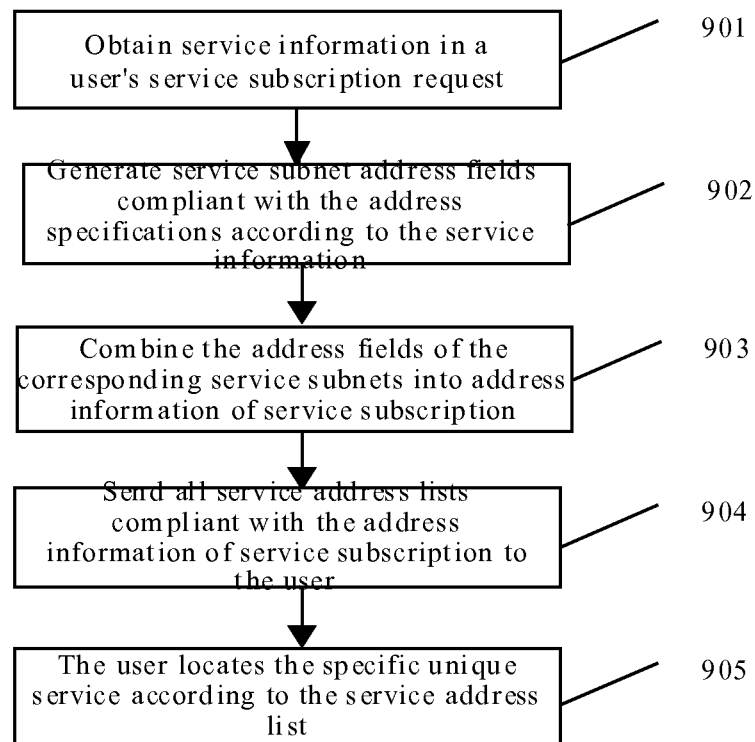 Obtain service information in a
user's service subscription request
901
Generate service subnet address fields
compliant with the address
specifications according to the service
information
902
Combine the address fields of the
corresponding service subnets into address
information of service subscription
903
Send all service address lists
compliant with the address
information of service subscription to
the user
904
The user locates the specific unique
service according to the service address
list
905